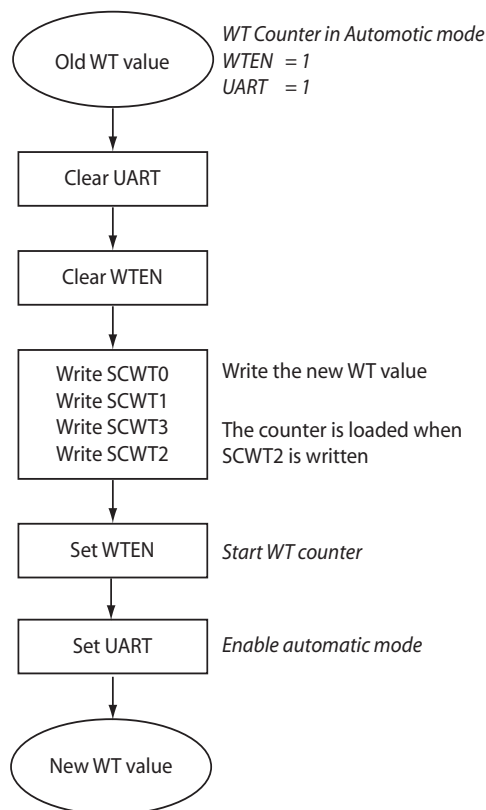 Old WT value
WT Counter in Automotic mode
WTEN = 1
UART = 1
Clear UART
Clear WTEN
Write SCWT0
Write SCWT1
Write SCWT3
Write SCWT2
Write the new WT value
The counter is loaded when
SCWT2 is written
Set WTEN
Start WT counter
Set UART
Enable automatic mode
New WT value